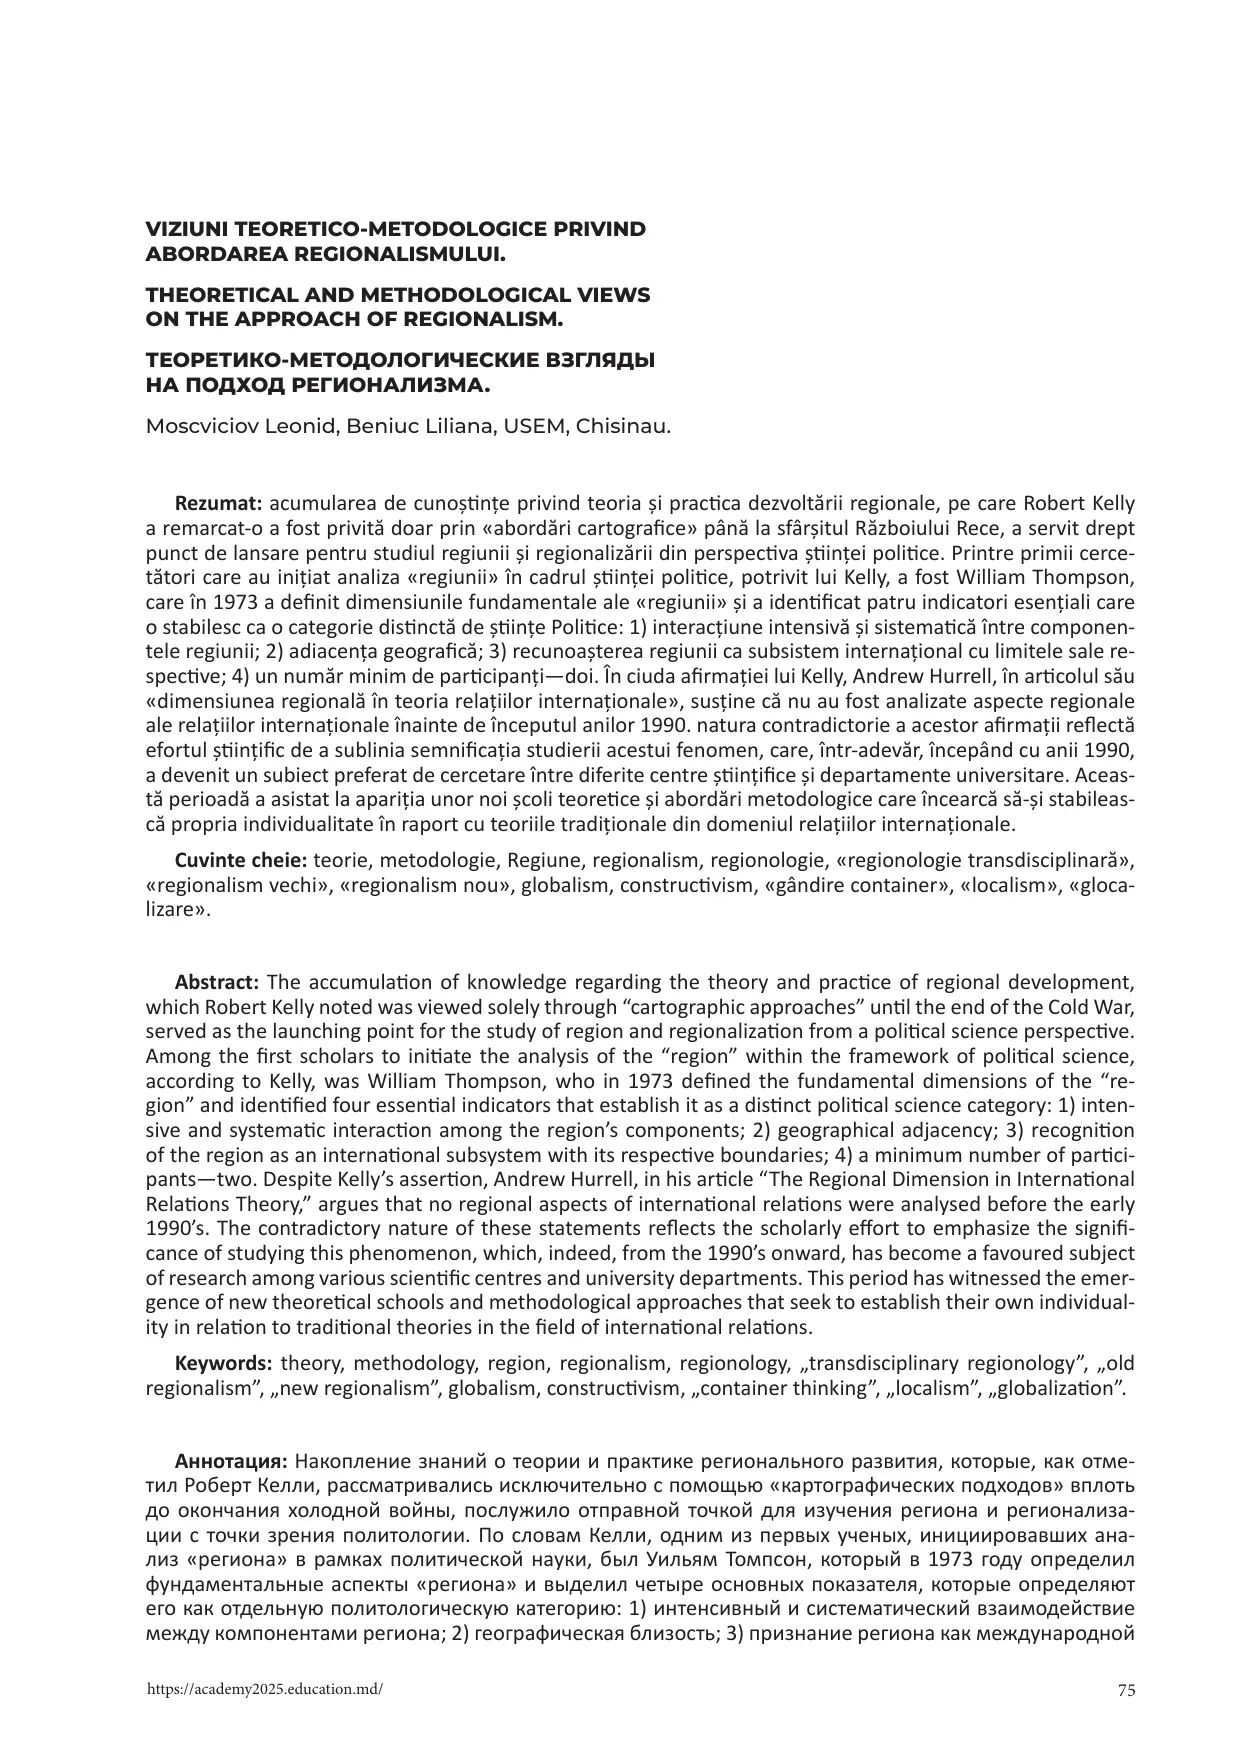 VIZIUNI TEORETICO-METODOLOGICE PRIVIND
ABORDAREA REGIONALISMULUI.
THEORETICAL AND METHODOLOGICAL VIEWS
ON THE APPROACH OF REGIONALISM.
ТЕОРЕТИКО-МЕТОДОЛОГИЧЕСКИЕ ВЗГЛЯДЫ
НА ПОДХОД РЕГИОНАЛИЗМА.
Moscviciov Leonid, Beniuc Liliana, USEM, Chisinau.
Rezumat: acumularea de cunoștințe privind teoria și practica dezvoltării regionale, pe care Robert Kelly
a remarcat-o a fost privită doar prin «abordări cartografice» până la sfârșitul Războiului Rece, a servit drept
punct de lansare pentru studiul regiunii și regionalizării din perspectiva științei politice. Printre primii cerce-
tători care au inițiat analiza «regiunii» în cadrul științei politice, potrivit lui Kelly, a fost William Thompson,
care în 1973 a definit dimensiunile fundamentale ale «regiunii» și a identificat patru indicatori esențiali care
o stabilesc ca o categorie distinctă de științe Politice: 1) interacțiune intensivă și sistematică între componen-
tele regiunii; 2) adiacența geografică; 3) recunoașterea regiunii ca subsistem internațional cu limitele sale re-
spective; 4) un număr minim de participanți—doi. În ciuda afirmației lui Kelly, Andrew Hurrell, în articolul său
«dimensiunea regională în teoria relațiilor internaționale», susține că nu au fost analizate aspecte regionale
ale relațiilor internaționale înainte de începutul anilor 1990. natura contradictorie a acestor afirmații reflectă
efortul științific de a sublinia semnificația studierii acestui fenomen, care, într-adevăr, începând cu anii 1990,
a devenit un subiect preferat de cercetare între diferite centre științifice și departamente universitare. Aceas-
tă perioadă a asistat la apariția unor noi școli teoretice și abordări metodologice care încearcă să-și stabileas-
că propria individualitate în raport cu teoriile tradiționale din domeniul relațiilor internaționale.
Cuvinte cheie: teorie, metodologie, Regiune, regionalism, regionologie, «regionologie transdisciplinară»,
«regionalism vechi», «regionalism nou», globalism, constructivism, «gândire container», «localism», «gloca-
lizare».
Abstract: The accumulation of knowledge regarding the theory and practice of regional development,
which Robert Kelly noted was viewed solely through “cartographic approaches” until the end of the Cold War,
served as the launching point for the study of region and regionalization from a political science perspective.
Among the first scholars to initiate the analysis of the “region” within the framework of political science,
according to Kelly, was William Thompson, who in 1973 defined the fundamental dimensions of the “re-
gion” and identified four essential indicators that establish it as a distinct political science category: 1) inten-
sive and systematic interaction among the region’s components; 2) geographical adjacency; 3) recognition
of the region as an international subsystem with its respective boundaries; 4) a minimum number of partici-
pants—two. Despite Kelly’s assertion, Andrew Hurrell, in his article “The Regional Dimension in International
Relations Theory,” argues that no regional aspects of international relations were analysed before the early
1990’s. The contradictory nature of these statements reflects the scholarly effort to emphasize the signifi-
cance of studying this phenomenon, which, indeed, from the 1990’s onward, has become a favoured subject
of research among various scientific centres and university departments. This period has witnessed the emer-
gence of new theoretical schools and methodological approaches that seek to establish their own individual-
ity in relation to traditional theories in the field of international relations.
Keywords: theory, methodology, region, regionalism, regionology, „transdisciplinary regionology”, „old
regionalism”, „new regionalism”, globalism, constructivism, „container thinking”, „localism”, „globalization”.
Аннотация: Накопление знаний о теории и практике регионального развития, которые, как отме-
тил Роберт Келли, рассматривались исключительно с помощью «картографических подходов» вплоть
до окончания холодной войны, послужило отправной точкой для изучения региона и регионализа-
ции с точки зрения политологии. По словам Келли, одним из первых ученых, инициировавших ана-
лиз «региона» в рамках политической науки, был Уильям Томпсон, который в 1973 году определил
фундаментальные аспекты «региона» и выделил четыре основных показателя, которые определяют
его как отдельную политологическую категорию: 1) интенсивный и систематический взаимодействие
между компонентами региона; 2) географическая близость; 3) признание региона как международной
https://academy2025.education.md/
75